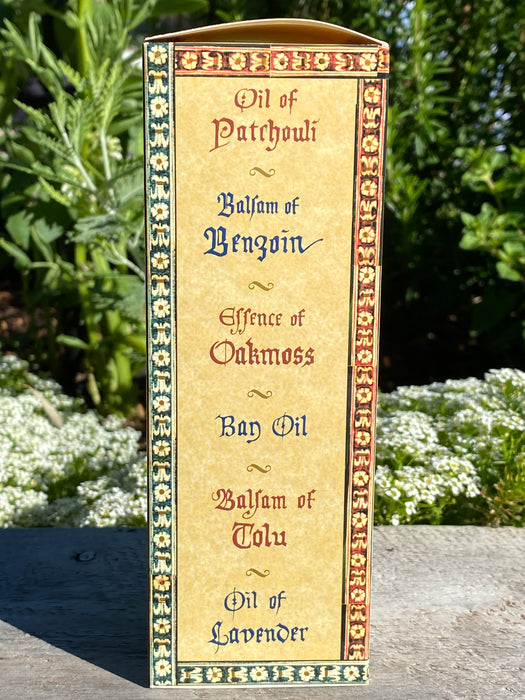 Oil of
Patchouli
~
Balſam of
Benzoin
~
Eſſence of
Oakmoss
~
Bay Oil
~
Balſam of
Tolu
~
Oil of
Lavender